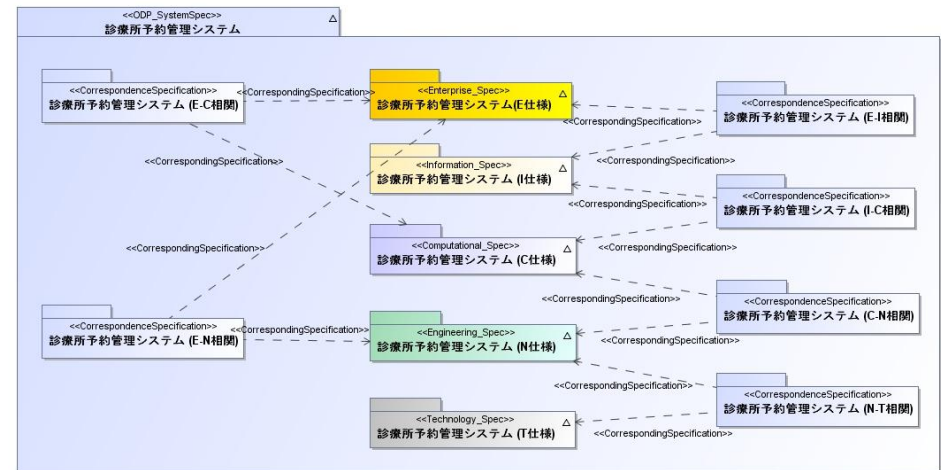 <<ODP_SystemSpec>>
診療所予約管理システム
<<CorrespondenceSpecification>>
診療所予約管理システム (E-C相関)
<<CorrespondingSpecification>>
<<Enterprise_Spec>>
診療所予約管理システム(E仕様)
<<CorrespondenceSpecification>>
診療所予約管理システム (E-I相関)
<<CorrespondingSpecification>>
<<CorrespondingSpecification>>
<<Information_Spec>>
診療所予約管理システム (I仕様)
<<CorrespondingSpecification>>
<<CorrespondingSpecification>>
<<CorrespondenceSpecification>>
診療所予約管理システム (I-C相関)
<<CorrespondingSpecification>>
<<Computational_Spec>>
診療所予約管理システム (C仕様)
<<CorrespondingSpecification>>
<<CorrespondingSpecification>>
<<CorrespondenceSpecification>>
診療所予約管理システム (C-N相関)
<<CorrespondenceSpecification>>
診療所予約管理システム (E-N相関)
<<CorrespondingSpecification>>
<<Engineering_Spec>>
診療所予約管理システム (N仕様)
<<CorrespondingSpecification>>
<<CorrespondingSpecification>>
<<CorrespondenceSpecification>>
診療所予約管理システム (N-T相関)
<<Technology_Spec>>
診療所予約管理システム (T仕様)
<<CorrespondingSpecification>>